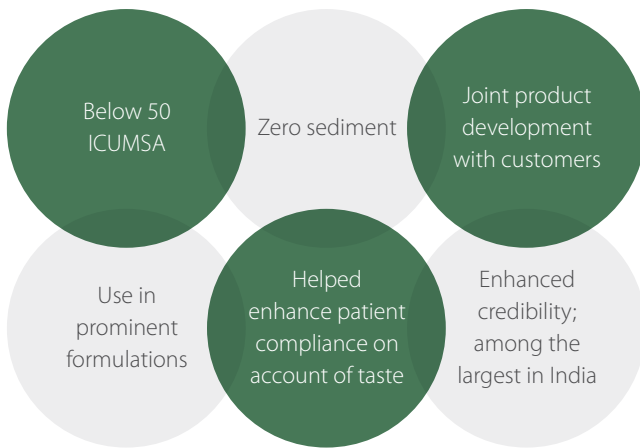 Below 50
ICUMSA
Zero sediment
Joint product
development
with customers
Use in
prominent
formulations
Helped
enhance patient
compliance on
account of taste
Enhanced
credibility;
among the
largest in India